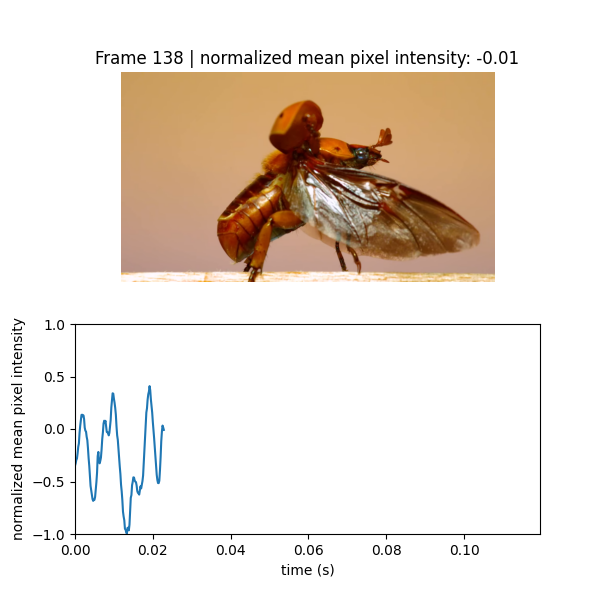 Frame 138 | normalized mean pixel intensity: -0.01
normalized mean pixel intensity
1.0
0.5
0.0
−0.5
−1.0
0.00 0.02 0.04 0.06 0.08 0.10
time (s)